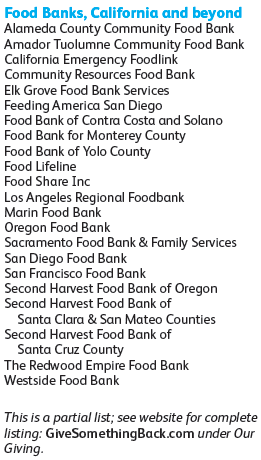 Food Banks, California and beyond
Alameda County Community Food Bank
Amador Tuolumne Community Food Bank
California Emergency Foodlink
Community Resources Food Bank
Elk Grove Food Bank Services
Feeding America San Diego
Food Bank of Contra Costa and Solano
Food Bank for Monterey County
Food Bank of Yolo County
Food Lifeline
Food Share Inc
Los Angeles Regional Foodbank
Marin Food Bank
Oregon Food Bank
Sacramento Food Bank & Family Services
San Diego Food Bank
San Francisco Food Bank
Second Harvest Food Bank of Oregon
Second Harvest Food Bank of
Santa Clara & San Mateo Counties
Second Harvest Food Bank of
Santa Cruz County
The Redwood Empire Food Bank
Westside Food Bank
This is a partial list; see website for complete
listing: GiveSomethingBack.com under Our
Giving.